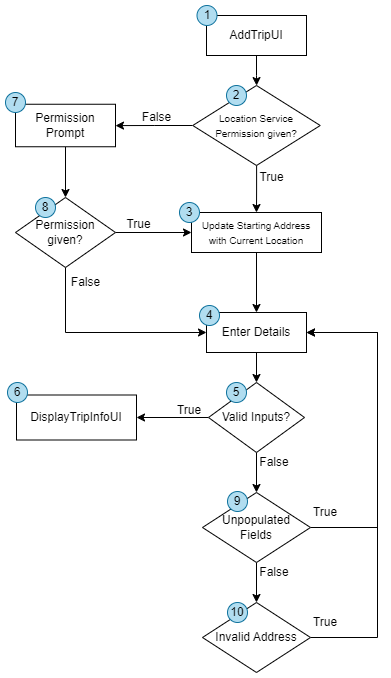 1
AddTripUI
2
Location Service
Permission given?
False
7
Permission
Prompt
True
8
Permission
given?
True
3
Update Starting Address
with Current Location
False
4
Enter Details
5
Valid Inputs?
True
6
DisplayTripInfoUI
False
9
Unpopulated
Fields
True
False
10
Invalid Address
True